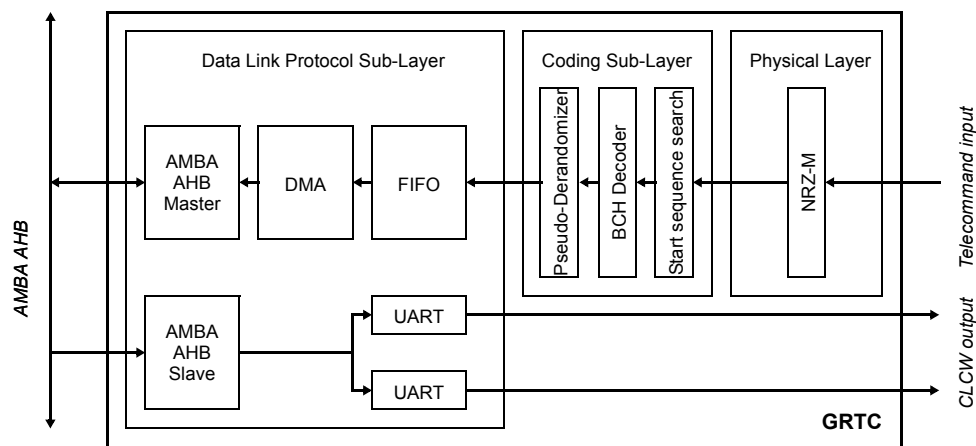 Data Link Protocol Sub-Layer
Coding Sub-Layer
Physical Layer
AMBA
AHB
Master
DMA
FIFO
Pseudo-Derandomizer
BCH Decoder
Start sequence search
NRZ-M
Telecommand input
AMBA AHB
AMBA
AHB
Slave
UART
UART
CLCW output
GRTC